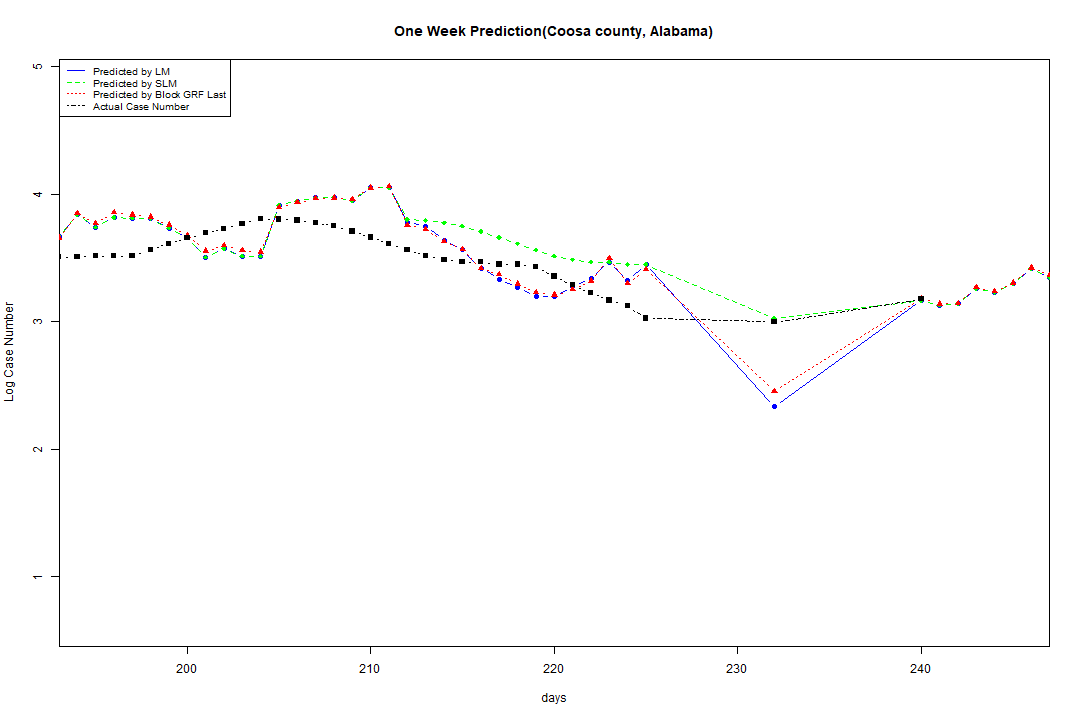 One Week Prediction(Coosa county, Alabama)
Predicted by LM
Predicted by SLM
Predicted by Block GRF Last
Actual Case Number
5
4
3
2
1
Log Case Number
200 210 220 230 240
days